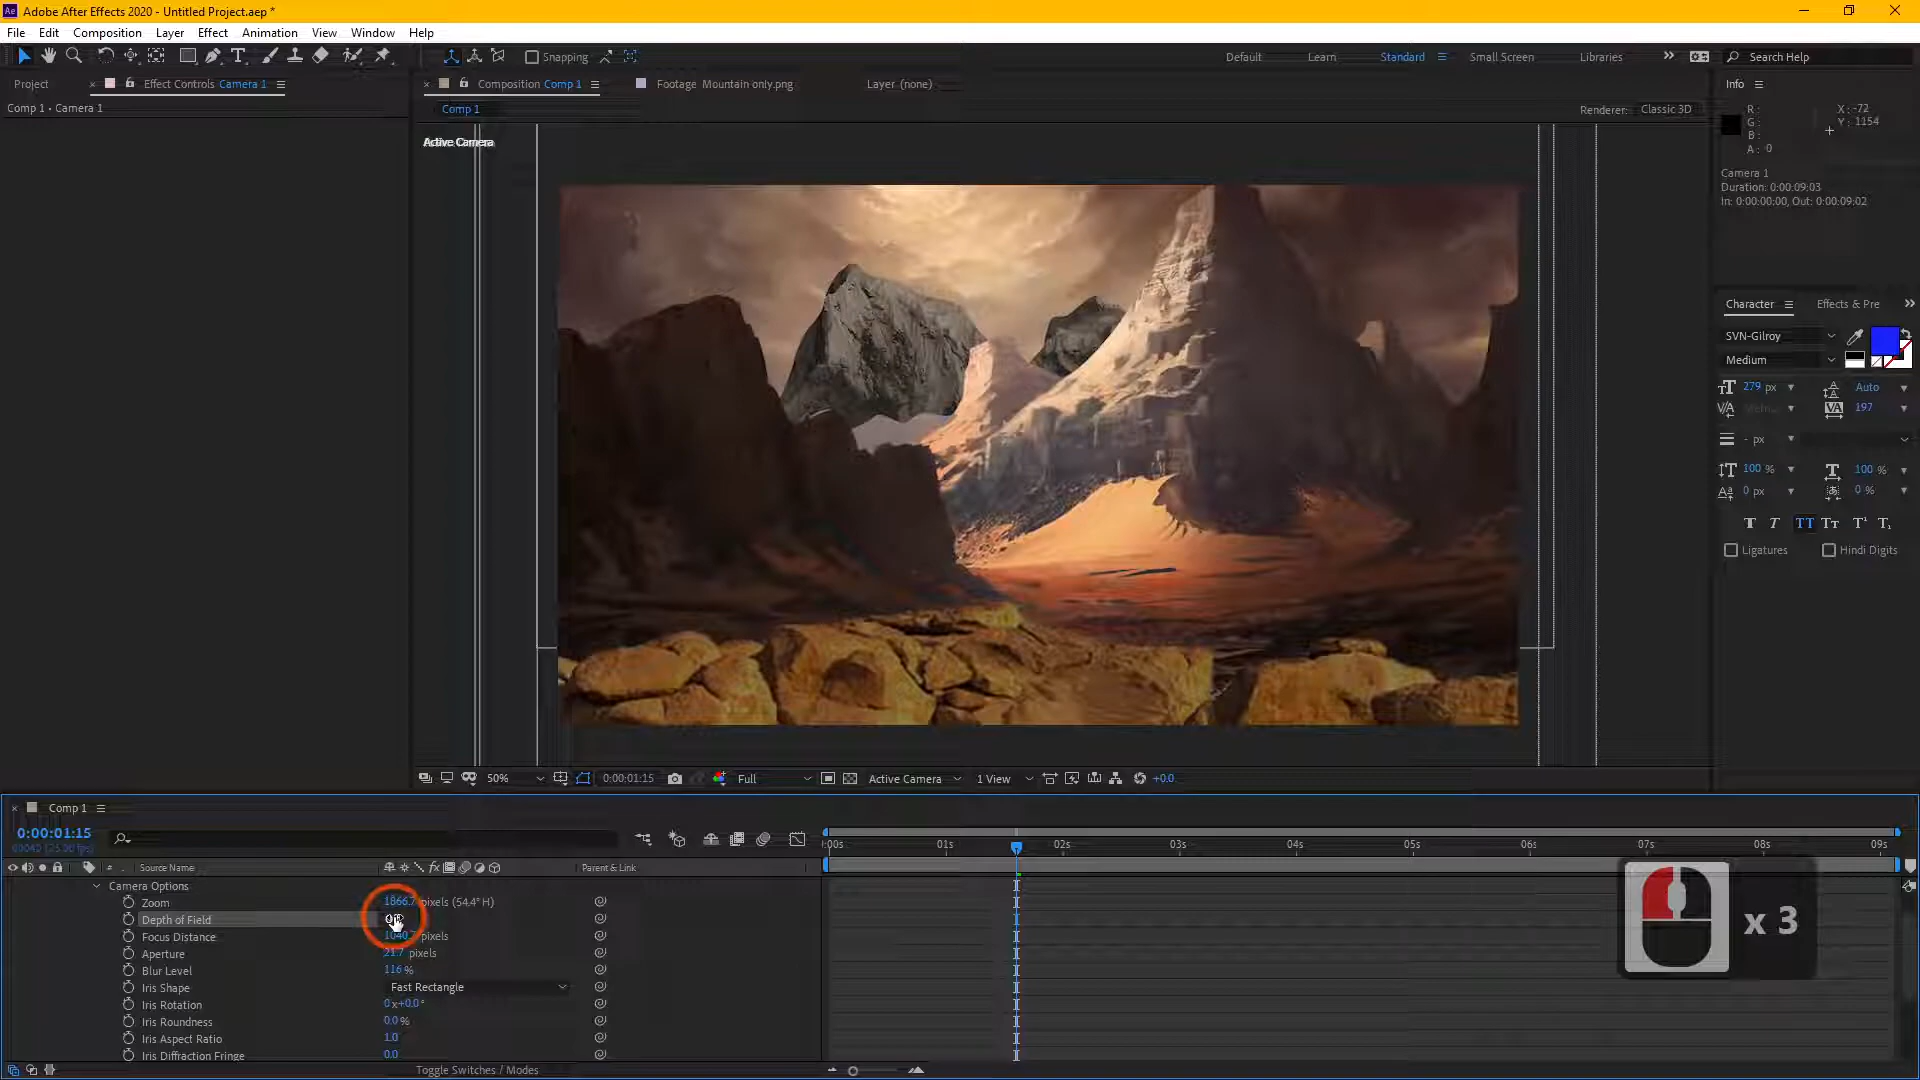 Adobe After Effects 2020 - Untitled Project.aep *
File Edit Composition Layer Effect Animation View Window Help
Snapping
Default Learn Standard Small Screen Libraries Search Help
Project Effect Controls Camera 1
Composition Comp 1 Footage Mountain only.png Layer (none)
Info
Comp 1 • Camera 1
Comp 1
Renderer: Classic 3D
R :
G :
B :
A : 0
X : -72
Y : 1154
Active Camera
Camera 1
Duration: 0:00:09:03
In: 0:00:00:00, Out: 0:00:09:02
Character Effects & Pre
SVN-Gilroy
Medium
279 px Auto
197
- px
100 % 100 %
0 px 0 %
Ligatures Hindi Digits
50% 0:00:01:15 Full Active Camera 1 View +0.0
Comp 1
0:00:01:15
00040 (25.00 fps)
:00s 01s 02s 03s 04s 05s 06s 07s 08s 09s
# Source Name Parent & Link
Camera Options
Zoom 1866.7 pixels (54.4° H)
Depth of Field
Focus Distance 1040.7 pixels
Aperture 21.7 pixels
Blur Level 116 %
Iris Shape Fast Rectangle
Iris Rotation 0 x+0.0 °
Iris Roundness 0.0 %
Iris Aspect Ratio 1.0
Iris Diffraction Fringe 0.0
Toggle Switches / Modes
x 3